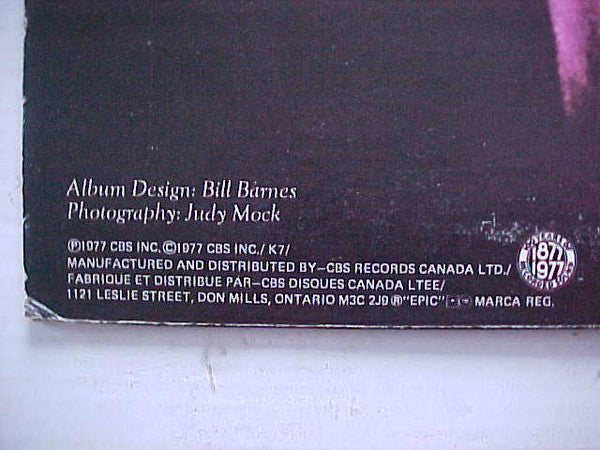 Album Design: Bill Barnes
Photography: Judy Mock
Ⓟ1977 CBS INC.Ⓒ1977 CBS INC./ K7/
MANUFACTURED AND DISTRIBUTED BY–CBS RECORDS CANADA LTD./
FABRIQUE ET DISTRIBUE PAR–CBS DISQUES CANADA LTEE/
1121 LESLIE STREET, DON MILLS, ONTARIO M3C 2J9 ®"EPIC" MARCA REG.
1877
1977